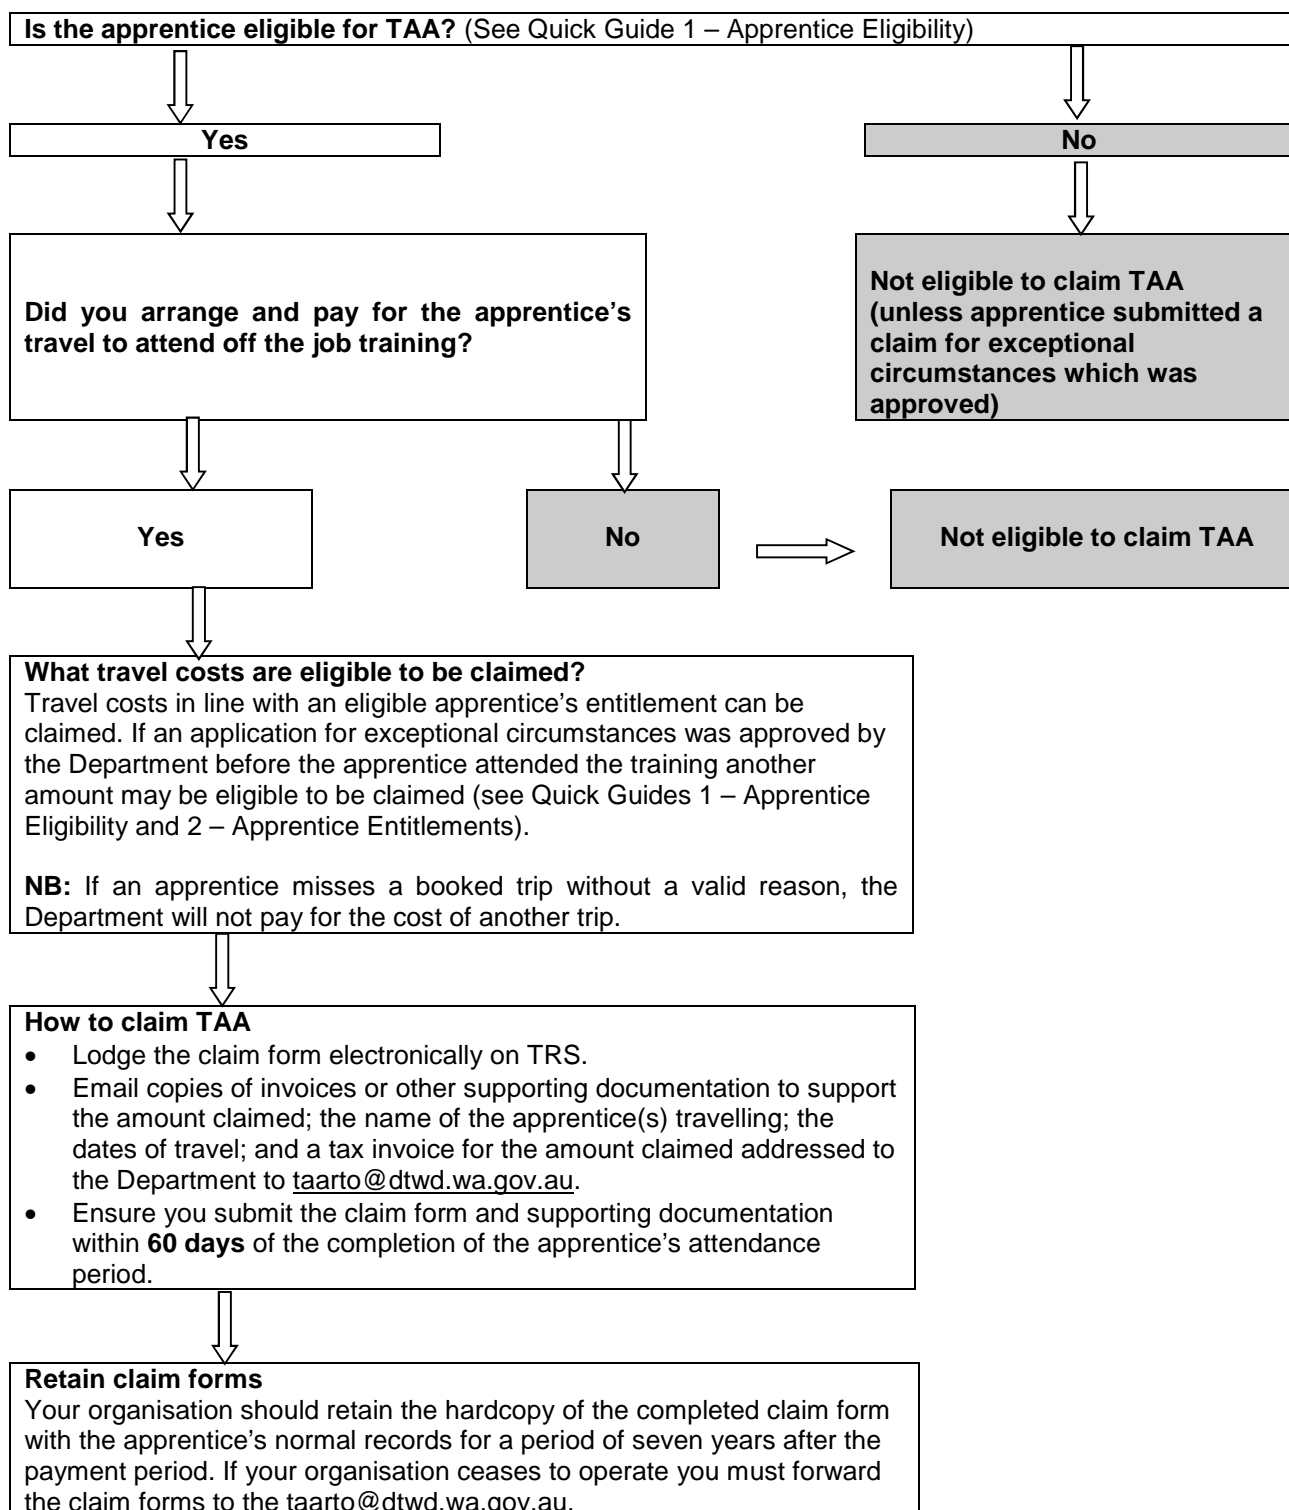 Is the apprentice eligible for TAA? (See Quick Guide 1 – Apprentice Eligibility)
Yes
No
Did you arrange and pay for the apprentice’s
travel to attend off the job training?
Not eligible to claim TAA
(unless apprentice submitted a
claim for exceptional
circumstances which was
approved)
Yes
No
Not eligible to claim TAA
What travel costs are eligible to be claimed?
Travel costs in line with an eligible apprentice’s entitlement can be
claimed. If an application for exceptional circumstances was approved by
the Department before the apprentice attended the training another
amount may be eligible to be claimed (see Quick Guides 1 – Apprentice
Eligibility and 2 – Apprentice Entitlements).
NB: If an apprentice misses a booked trip without a valid reason, the
Department will not pay for the cost of another trip.
How to claim TAA
• Lodge the claim form electronically on TRS.
• Email copies of invoices or other supporting documentation to support
the amount claimed; the name of the apprentice(s) travelling; the
dates of travel; and a tax invoice for the amount claimed addressed to
the Department to taarto@dtwd.wa.gov.au.
• Ensure you submit the claim form and supporting documentation
within 60 days of the completion of the apprentice’s attendance
period.
Retain claim forms
Your organisation should retain the hardcopy of the completed claim form
with the apprentice’s normal records for a period of seven years after the
payment period. If your organisation ceases to operate you must forward
the claim forms to the taarto@dtwd.wa.gov.au.